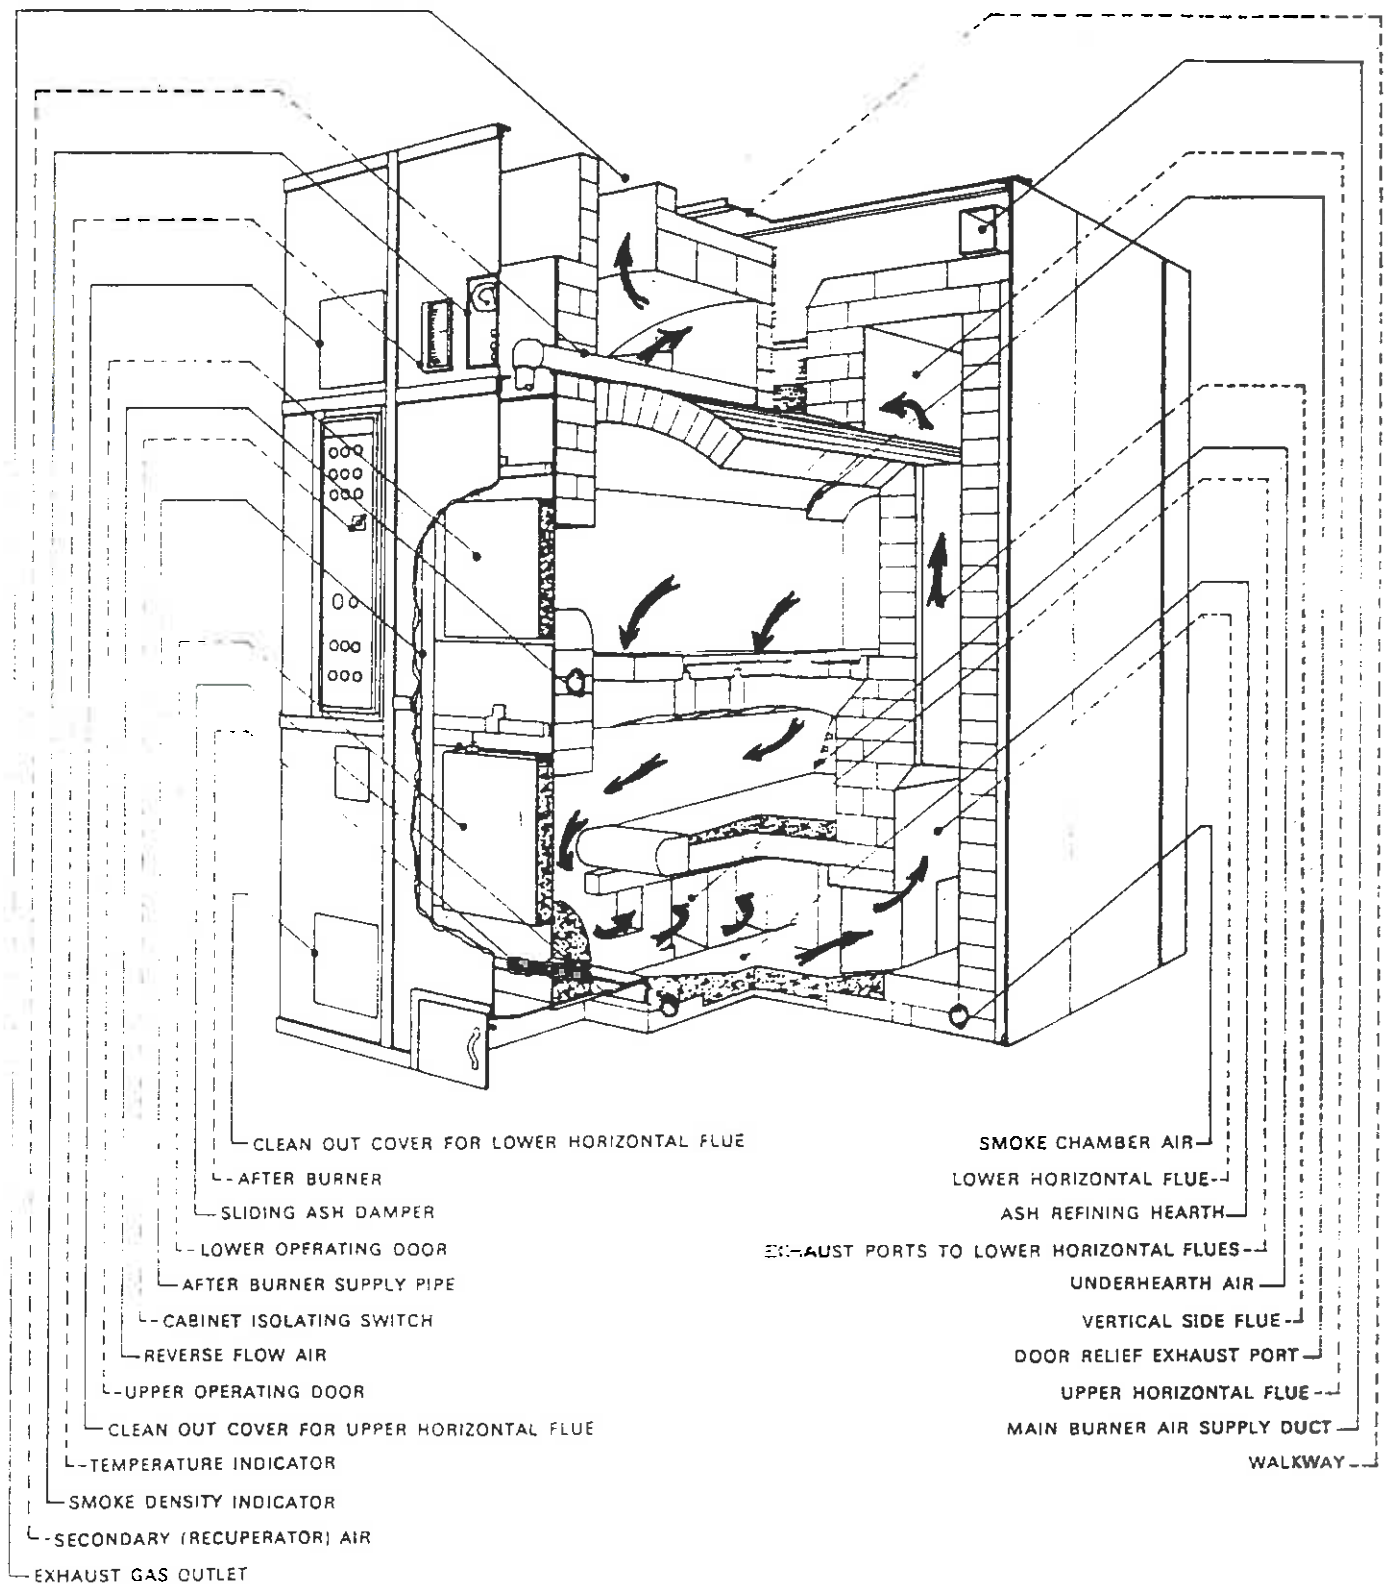 CLEAN OUT COVER FOR LOWER HORIZONTAL FLUE
AFTER BURNER
SLIDING ASH DAMPER
LOWER OPERATING DOOR
AFTER BURNER SUPPLY PIPE
CABINET ISOLATING SWITCH
REVERSE FLOW AIR
UPPER OPERATING DOOR
CLEAN OUT COVER FOR UPPER HORIZONTAL FLUE
TEMPERATURE INDICATOR
SMOKE DENSITY INDICATOR
SECONDARY (RECUPERATOR) AIR
EXHAUST GAS OUTLET
SMOKE CHAMBER AIR
LOWER HORIZONTAL FLUE
ASH REFINING HEARTH
EXHAUST PORTS TO LOWER HORIZONTAL FLUES
UNDERHEARTH AIR
VERTICAL SIDE FLUE
DOOR RELIEF EXHAUST PORT
UPPER HORIZONTAL FLUE
MAIN BURNER AIR SUPPLY DUCT
WALKWAY